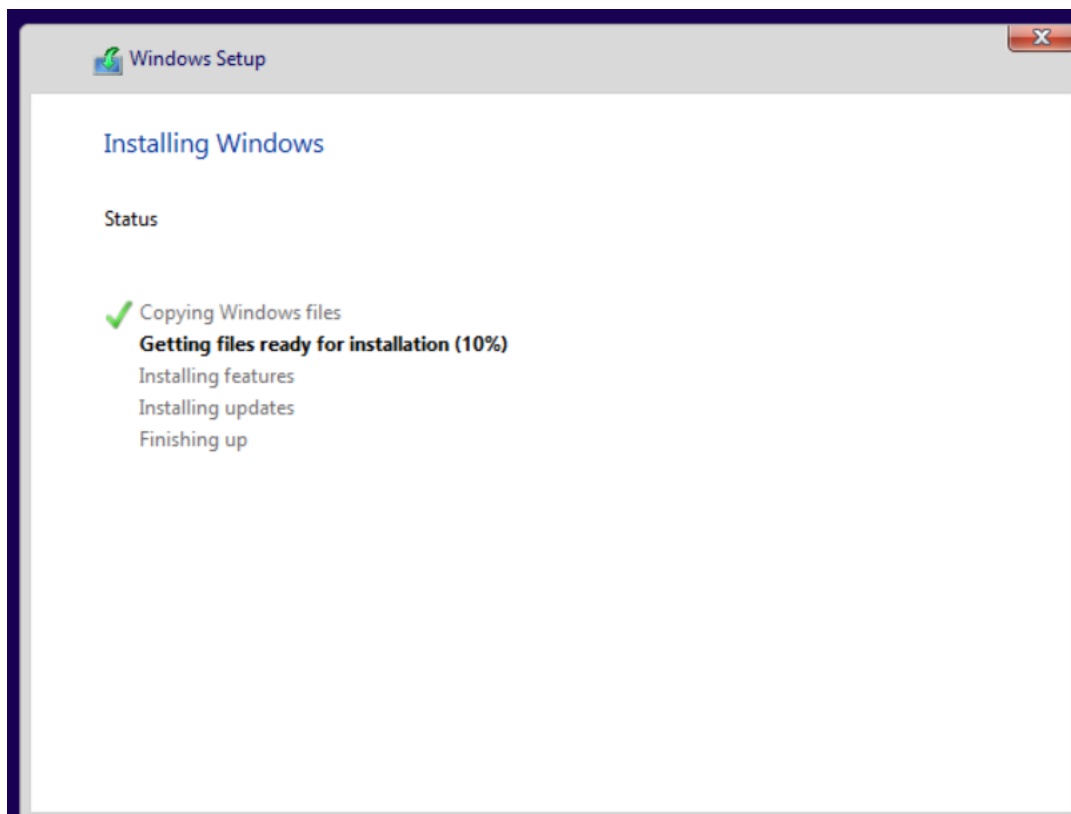 Windows Setup
Installing Windows
Status
Copying Windows files
Getting files ready for installation (10%)
Installing features
Installing updates
Finishing up